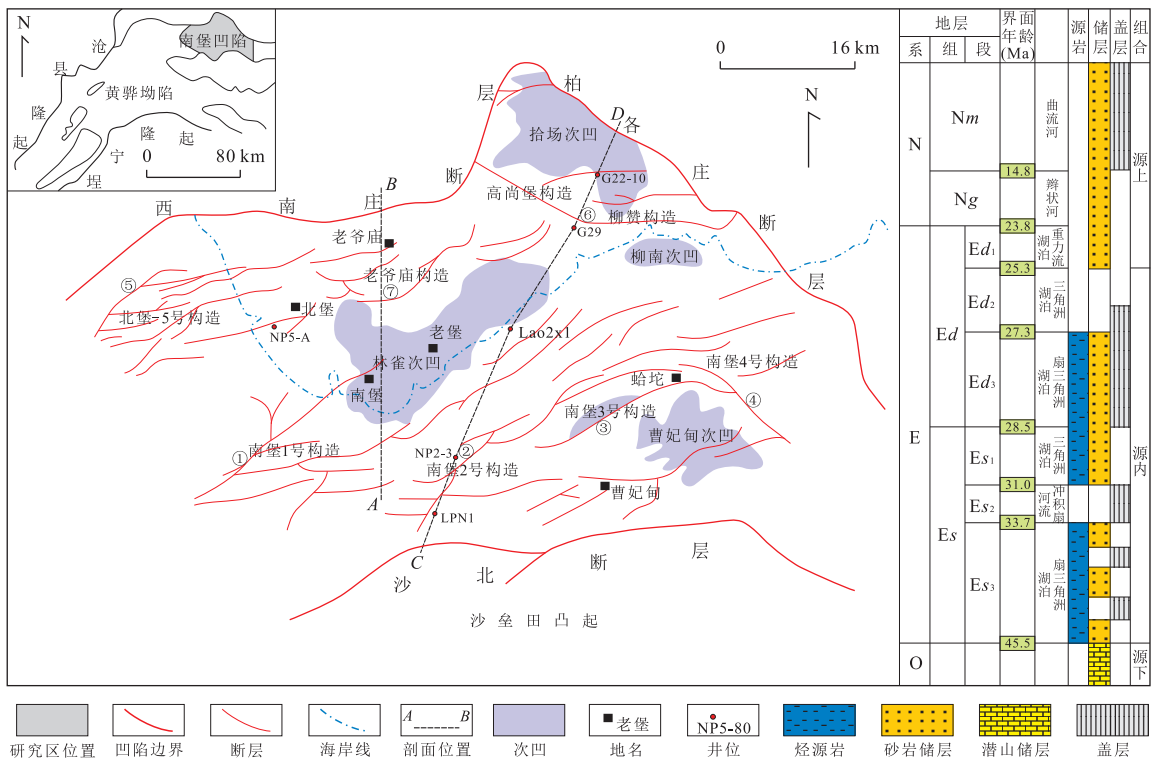 N
沧
县
隆
起
南堡凹陷
黄骅坳陷
埕
宁
隆
起
0 80 km
0 16 km
N
西 南 庄 断 层
柏 各 庄 断 层
拾场次凹
D
G22-10
高尚堡构造
⑥
柳赞构造
G29
柳南次凹
B
老爷庙
老爷庙构造
⑦
⑤
北堡
北堡-5号构造
NP5-A
老堡
Lao2x1
林雀次凹
南堡
南堡4号构造
蛤坨
④
南堡3号构造
③
曹妃甸次凹
南堡1号构造
①
NP2-3
②
南堡2号构造
曹妃甸
A
LPN1
C
沙 北 断 层
沙垒田凸起
地层
系 组 段
界面年龄(Ma)
源岩
储层
盖层
组合
N
Nm
曲流河
14.8
源上
Ng
辫状河
23.8
E
Ed
Ed1
湖泊
重力流
25.3
Ed2
湖泊
三角洲
27.3
Ed3
湖泊
扇三角洲
28.5
源内
Es
Es1
湖泊
三角洲
31.0
Es2
河流
冲积扇
33.7
Es3
湖泊
扇三角洲
45.5
O
源下
A B
老堡
NP5-80
研究区位置 凹陷边界 断层 海岸线 剖面位置 次凹 地名 井位 烃源岩 砂岩储层 潜山储层 盖层